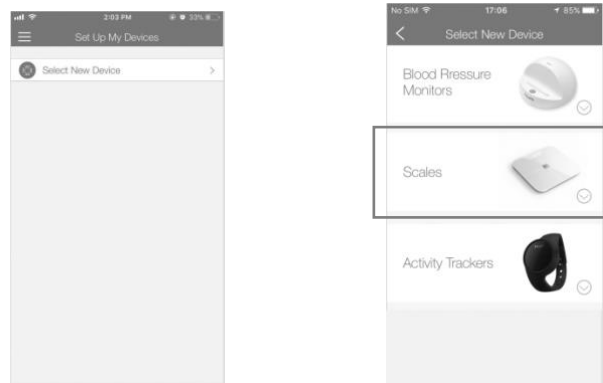 2:03 PM
33%
Set Up My Devices
Select New Device
No SIM
17:06
85%
Select New Device
Blood Rressure
Monitors
Scales
Activity Trackers